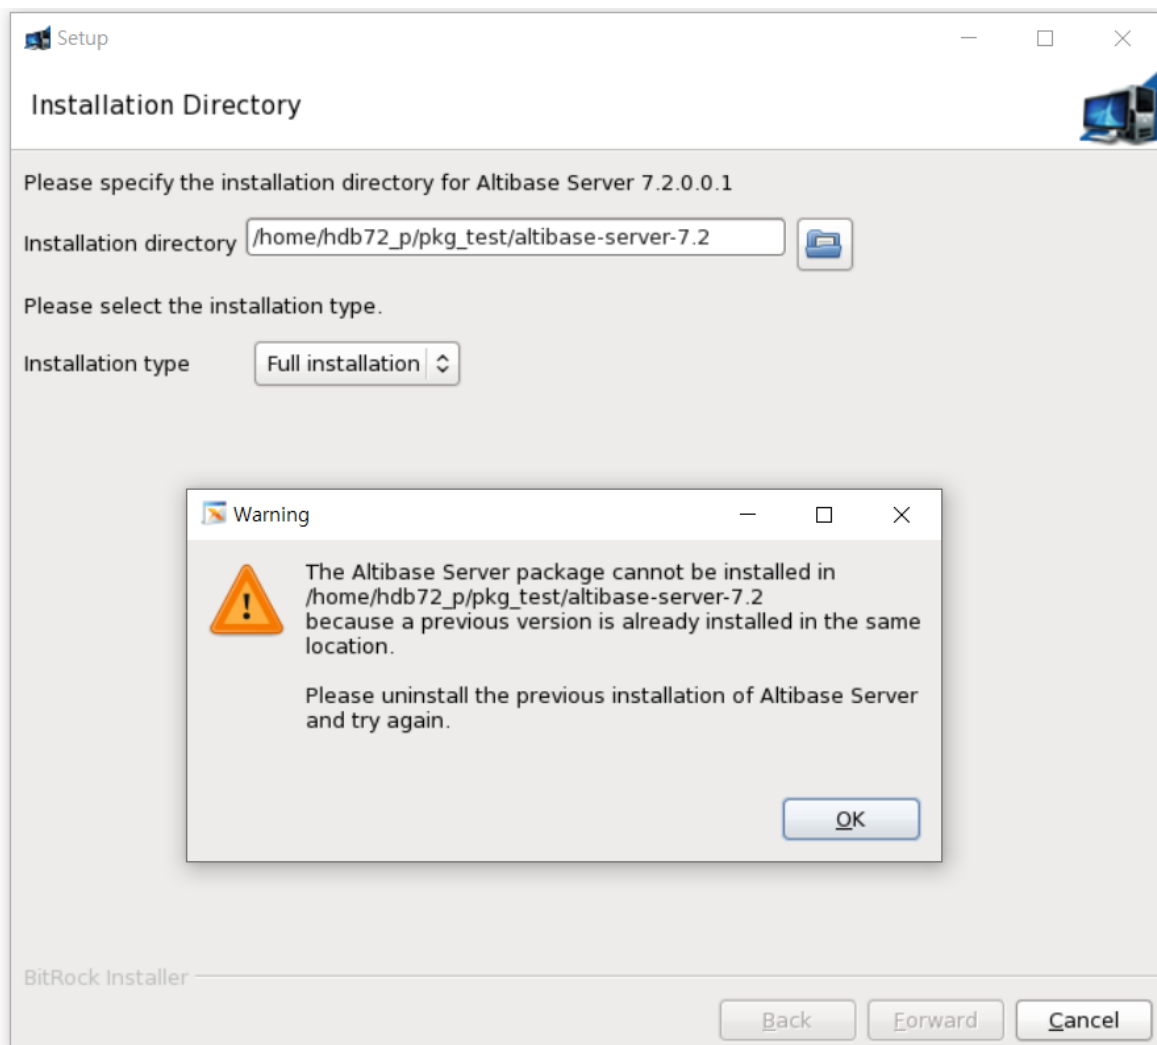 Setup
Installation Directory
Please specify the installation directory for Altibase Server 7.2.0.0.1
Installation directory /home/hdb72_p/pkg_test/altibase-server-7.2
Please select the installation type.
Installation type Full installation
Warning
The Altibase Server package cannot be installed in
/home/hdb72_p/pkg_test/altibase-server-7.2
because a previous version is already installed in the same
location.
Please uninstall the previous installation of Altibase Server
and try again.
OK
BitRock Installer
Back Forward Cancel